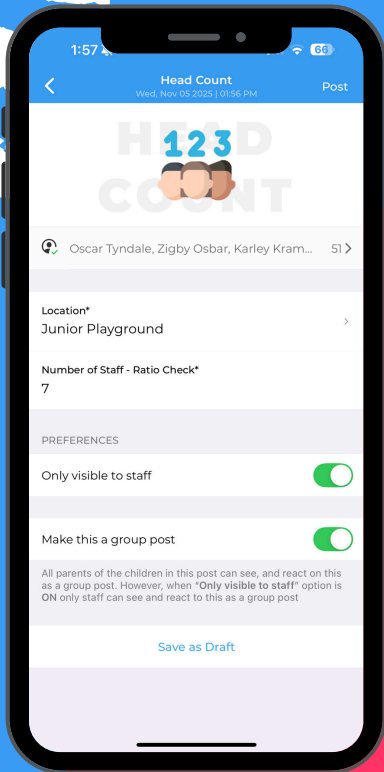 1:57
66
Head Count
Post
Wed, Nov 05 2025 | 01:56 PM
HEAD
123
COUNT
Oscar Tyndale, Zigby Osbar, Karley Kram... 51
Location*
Junior Playground
Number of Staff - Ratio Check*
7
PREFERENCES
Only visible to staff
Make this a group post
All parents of the children in this post can see, and react on this
as a group post. However, when "Only visible to staff" option is
ON only staff can see and react to this as a group post
Save as Draft